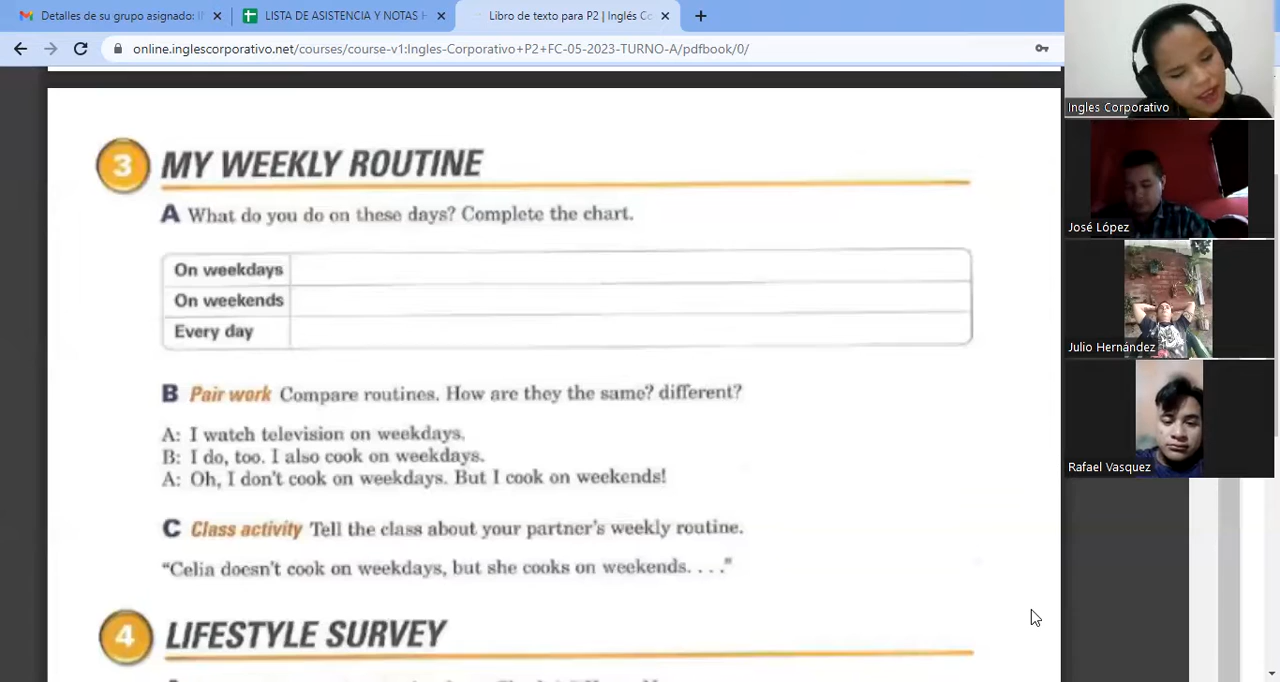 Detalles de su grupo asignado: I
LISTA DE ASISTENCIA Y NOTAS
Libro de texto para P2 | Inglés Co
online.inglescorporativo.net/courses/course-v1:Ingles-Corporativo+P2+FC-05-2023-TURNO-A/pdfbook/0/
Ingles Corporativo
José López
Julio Hernández
Rafael Vasquez
3 MY WEEKLY ROUTINE
A What do you do on these days? Complete the chart.
On weekdays
On weekends
Every day
B Pair work Compare routines. How are they the same? different?
A: I watch television on weekdays.
B: I do, too. I also cook on weekdays.
A: Oh, I don't cook on weekdays. But I cook on weekends!
C Class activity Tell the class about your partner's weekly routine.
"Celia doesn't cook on weekdays, but she cooks on weekends. . . ."
4 LIFESTYLE SURVEY